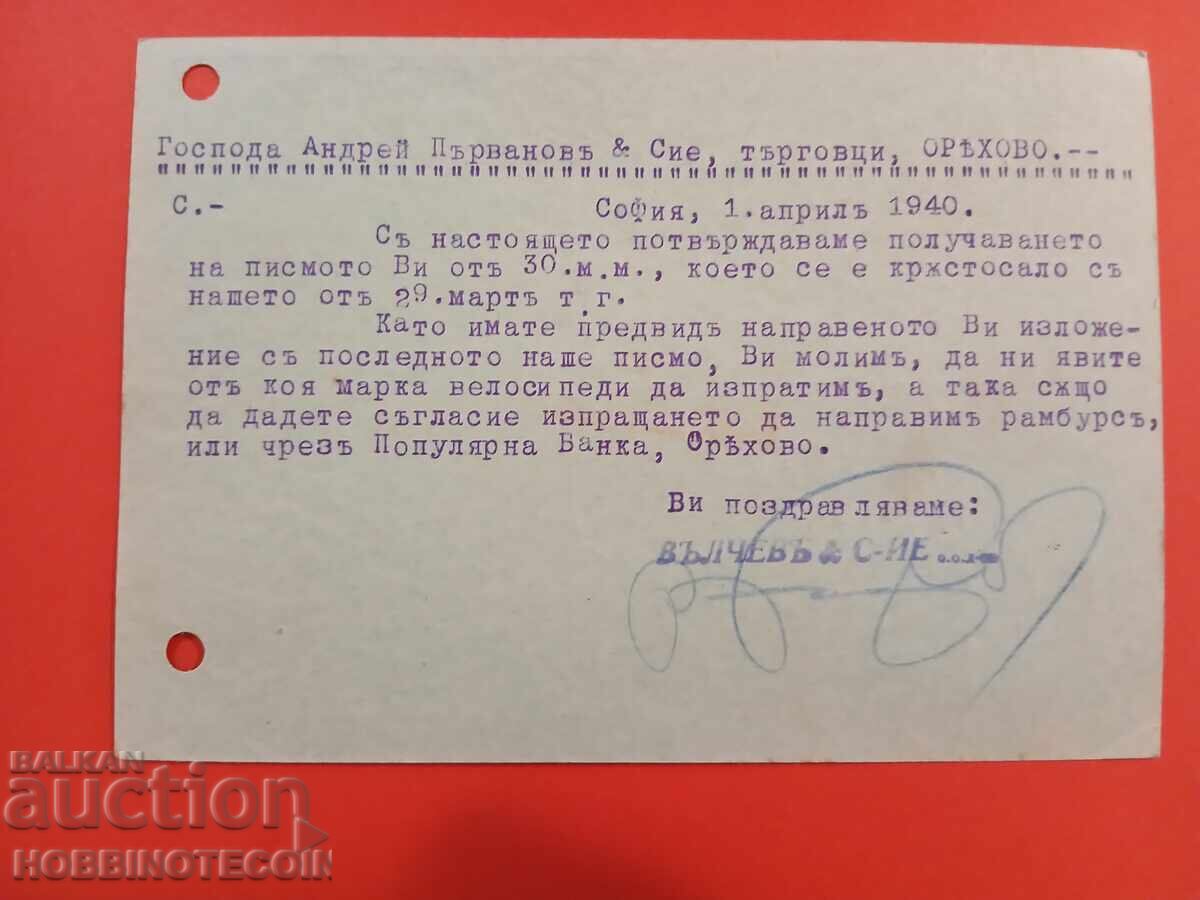 Господа Андрей Първановъ & Сие, търговци, ОРѢХОВО.--
""""""""""""""""""""""""""""""""""""""""""""""""""""""
С.- София, 1.априлъ 1940.
Съ настоящето потвърждаваме получаването
на писмото Ви отъ 30.м.м., което се е крѫстосало съ
нашето отъ 29.мартъ т.г.
Като имате предвидъ направеното Ви изложе-
ние съ последното наше писмо, Ви молимъ, да ни явите
отъ коя марка велосипеди да изпратимъ, а така сѫщо
да дадете съгласие изпращането да направимъ рамбурсъ,
или чрезъ Популярна Банка, Орѣхово.
Ви поздравляваме:
ВЪЛЧЕВЪ & С-ИЕ
BALKAN
auction
HOBBINOTECOIN